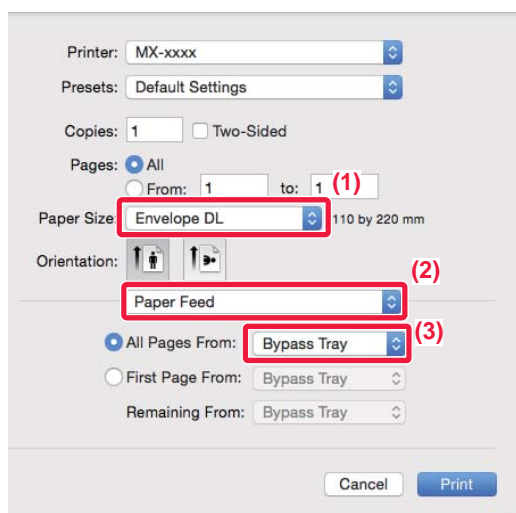 Printer: MX-xxxx
Presets: Default Settings
Copies: 1 Two-Sided
Pages: All
From: 1 to: 1 (1)
Paper Size: Envelope DL 110 by 220 mm
Orientation:
(2)
Paper Feed
(3)
All Pages From: Bypass Tray
First Page From: Bypass Tray
Remaining From: Bypass Tray
Cancel Print